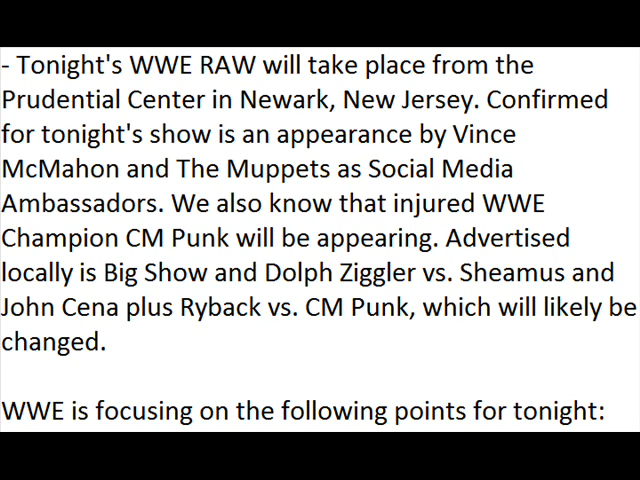 - Tonight's WWE RAW will take place from the
Prudential Center in Newark, New Jersey. Confirmed
for tonight's show is an appearance by Vince
McMahon and The Muppets as Social Media
Ambassadors. We also know that injured WWE
Champion CM Punk will be appearing. Advertised
locally is Big Show and Dolph Ziggler vs. Sheamus and
John Cena plus Ryback vs. CM Punk, which will likely be
changed.
WWE is focusing on the following points for tonight: